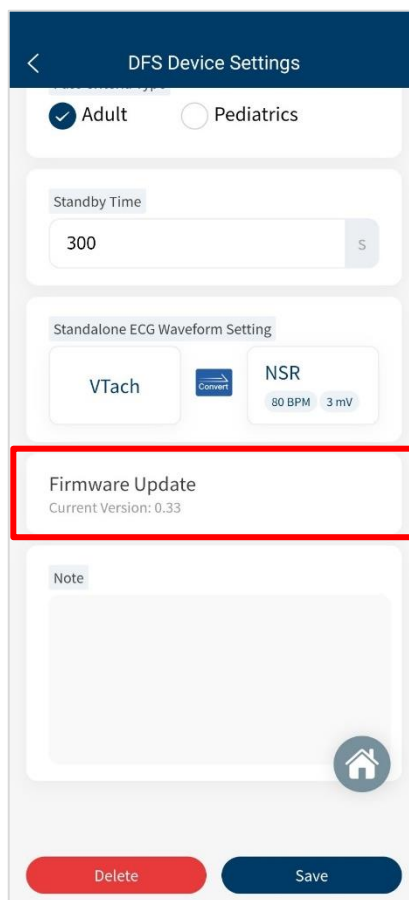 DFS Device Settings
Adult
Pediatrics
Standby Time
300
s
Standalone ECG Waveform Setting
VTach
Convert
NSR
80 BPM
3 mV
Firmware Update
Current Version: 0.33
Note
Delete
Save